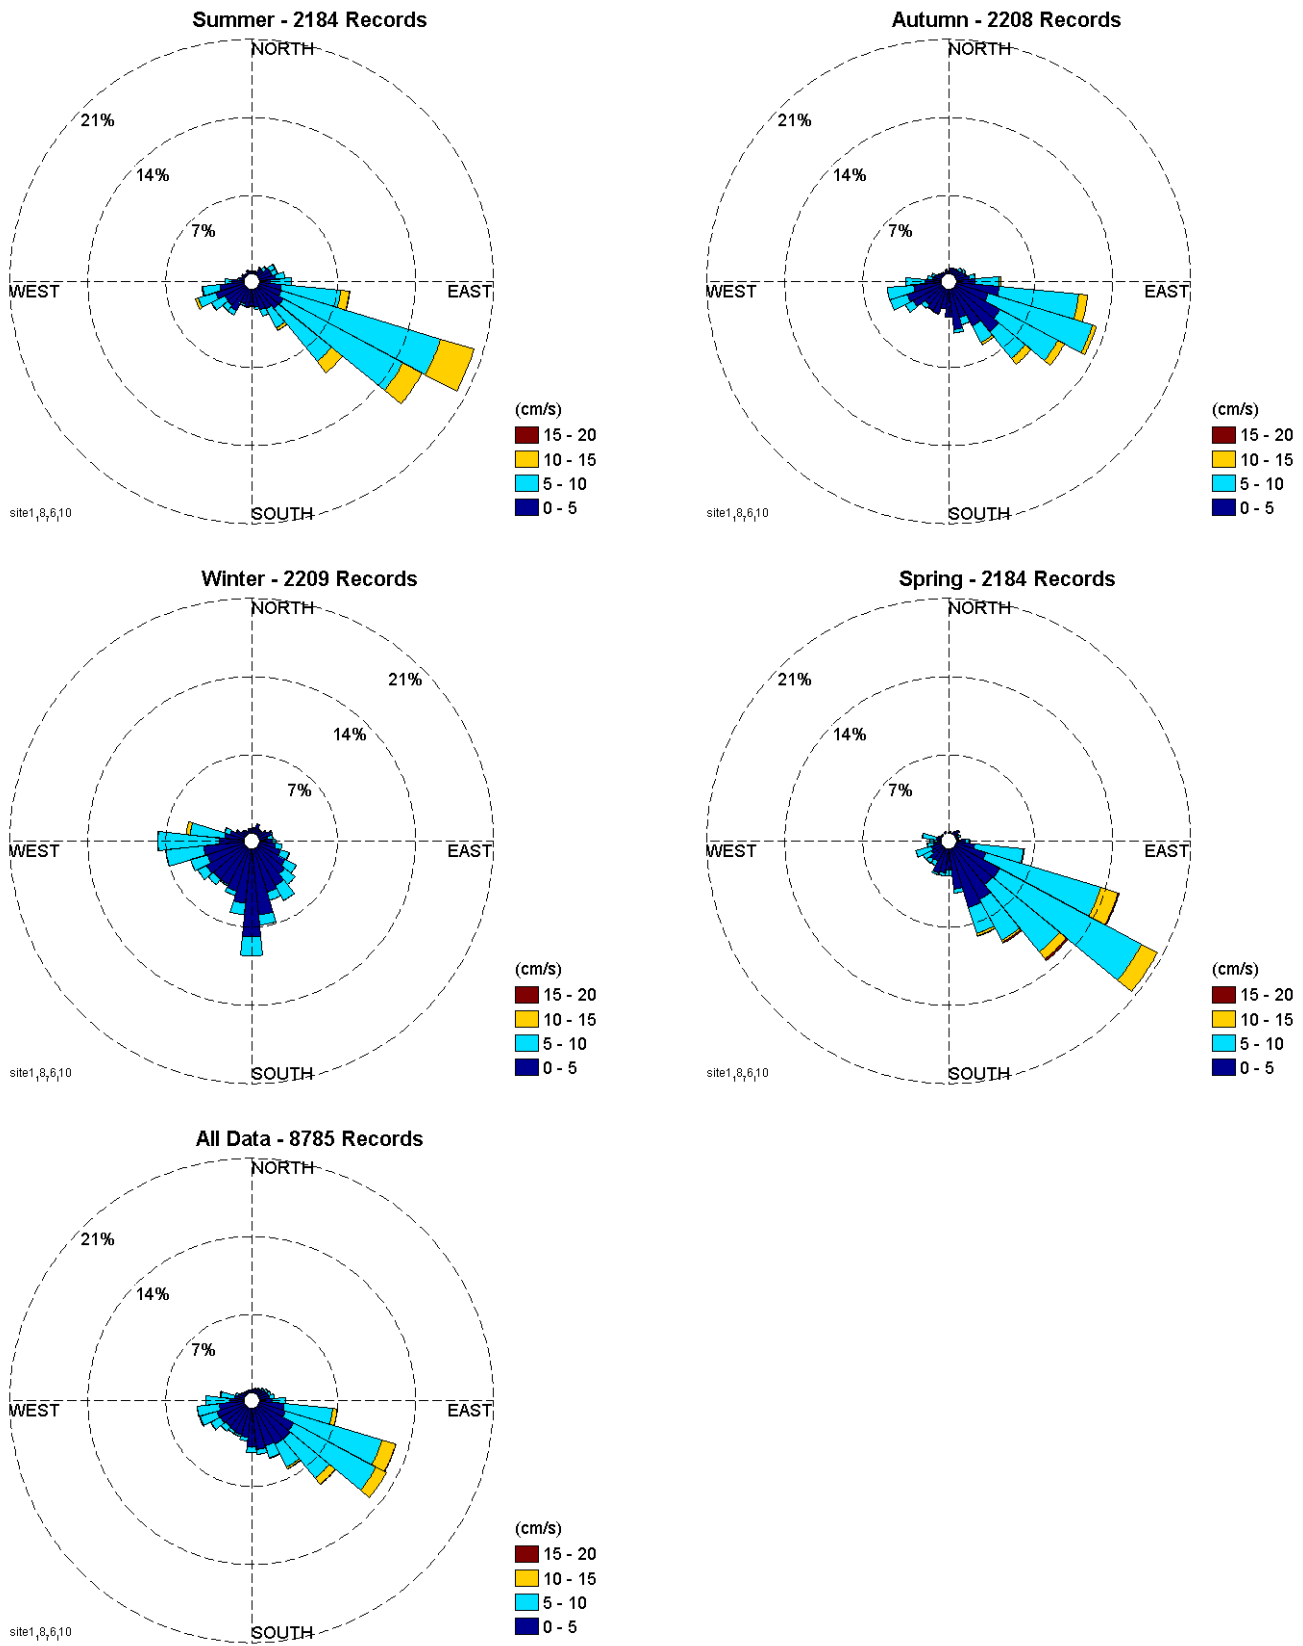 Summer - 2184 Records
NORTH
21%
14%
7%
WEST
EAST
(cm/s)
15 - 20
10 - 15
5 - 10
0 - 5
SOUTH
site1,8,6,10
Autumn - 2208 Records
NORTH
21%
14%
7%
WEST
EAST
(cm/s)
15 - 20
10 - 15
5 - 10
0 - 5
SOUTH
site1,8,6,10
Winter - 2209 Records
NORTH
21%
14%
7%
WEST
EAST
(cm/s)
15 - 20
10 - 15
5 - 10
0 - 5
SOUTH
site1,8,6,10
Spring - 2184 Records
NORTH
21%
14%
7%
WEST
EAST
(cm/s)
15 - 20
10 - 15
5 - 10
0 - 5
SOUTH
site1,8,6,10
All Data - 8785 Records
NORTH
21%
14%
7%
WEST
EAST
(cm/s)
15 - 20
10 - 15
5 - 10
0 - 5
SOUTH
site1,8,6,10